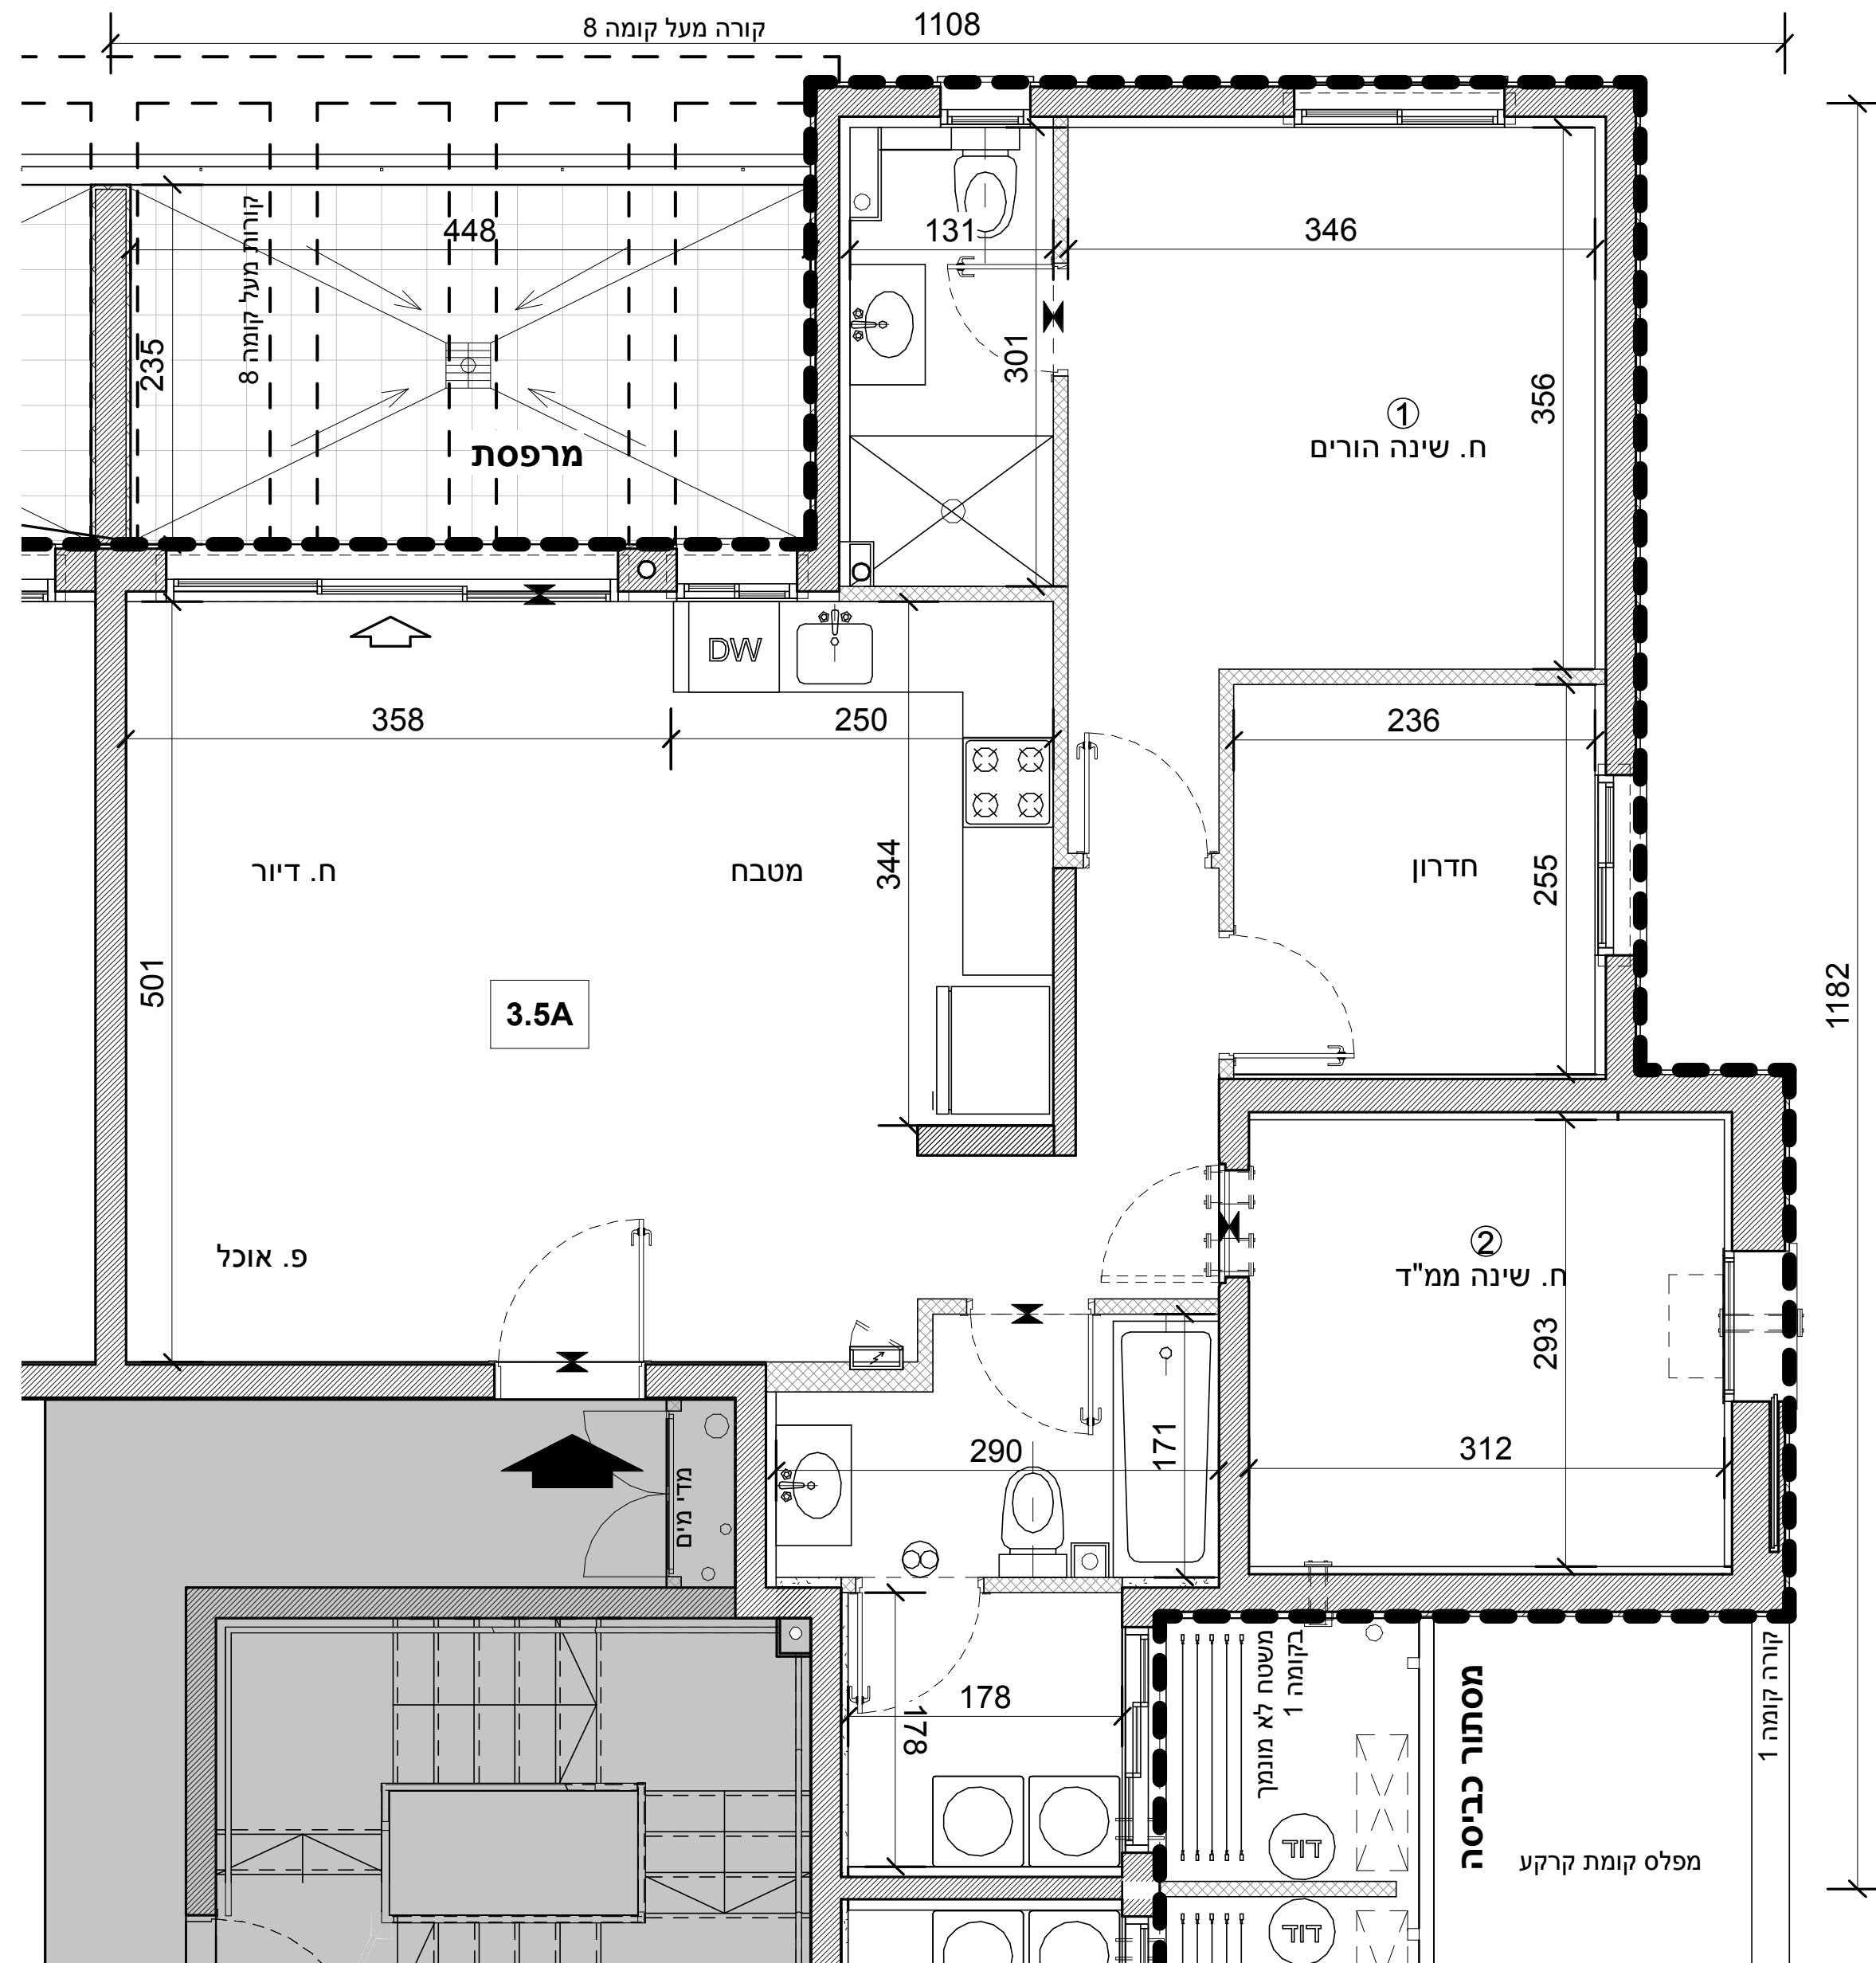 קורה מעל קומה 8
1108
448
קורות מעל קומה 8
235
מרפסת
131
301
346
356
1
ח. שינה הורים
DW
358
250
236
ח. דיור
מטבח
344
חדרון
255
501
3.5A
1182
פ. אוכל
2
ח. שינה ממ"ד
293
312
290
171
מדי מים
178
178
משטח לא מונמך
בקומה 1
מסתור כביסה
קורה קומה 1
דוד
מפלס קומת קרקע
דוד